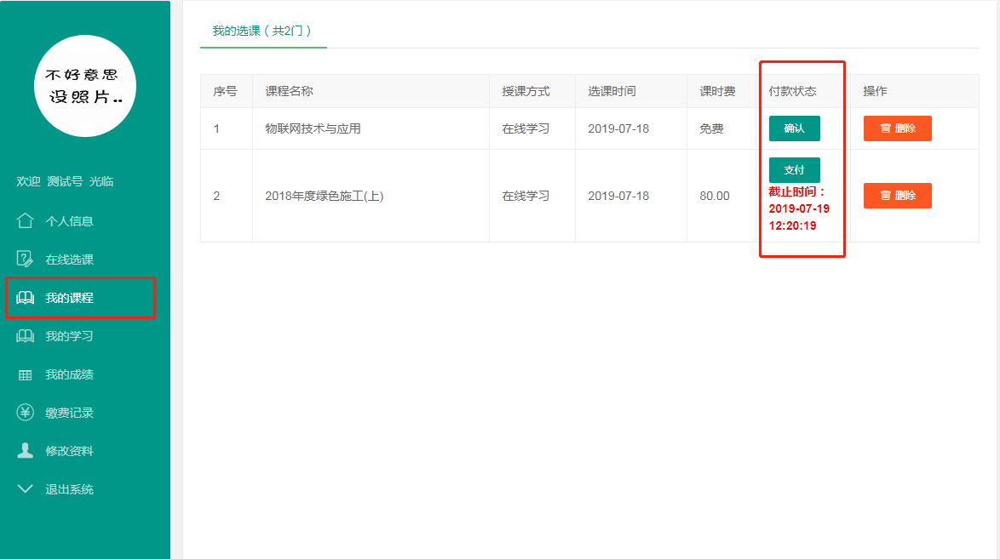 不好意思
没照片..
欢迎 测试号 光临
个人信息
在线选课
我的课程
我的学习
我的成绩
缴费记录
修改资料
退出系统
我的选课（共2门）
序号 课程名称 授课方式 选课时间 课时费 付款状态 操作
1 物联网技术与应用 在线学习 2019-07-18 免费 确认 删除
2 2018年度绿色施工(上) 在线学习 2019-07-18 80.00 支付 删除
截止时间：
2019-07-19
12:20:19